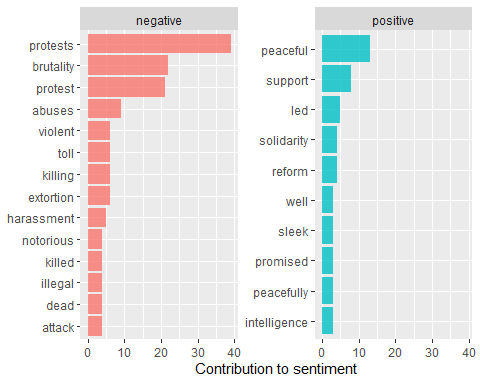 negative
protests
brutality
protest
abuses
violent
toll
killing
extortion
harassment
notorious
killed
illegal
dead
attack
0 10 20 30 40
positive
peaceful
support
led
solidarity
reform
well
sleek
promised
peacefully
intelligence
0 10 20 30 40
Contribution to sentiment